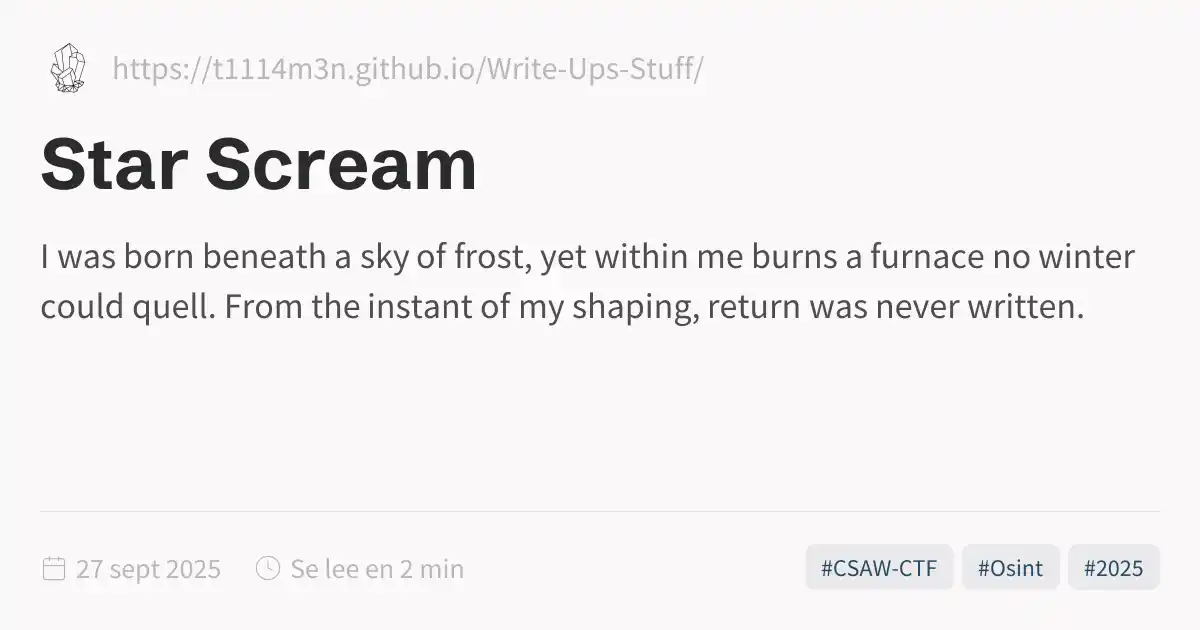 https://t1114m3n.github.io/Write-Ups-Stuff/
Star Scream
I was born beneath a sky of frost, yet within me burns a furnace no winter
could quell. From the instant of my shaping, return was never written.
27 sept 2025
Se lee en 2 min
#CSAW-CTF
#Osint
#2025